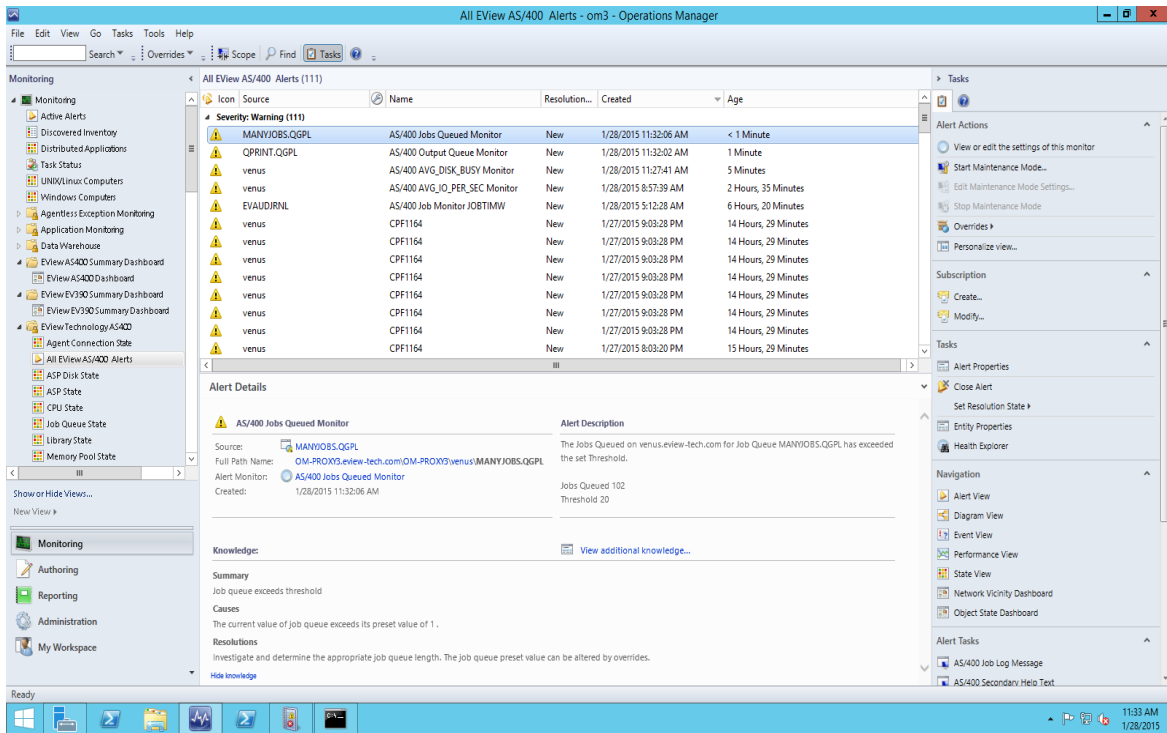 All EView AS/400 Alerts - om3 - Operations Manager
File Edit View Go Tasks Tools Help
Search Overrides Scope Find Tasks
Monitoring
Monitoring
Active Alerts
Discovered Inventory
Distributed Applications
Task Status
UNIX/Linux Computers
Windows Computers
Agentless Exception Monitoring
Application Monitoring
Data Warehouse
EView AS400 Summary Dashboard
EView AS400 Dashboard
EView EV390 Summary Dashboard
EView EV390 Summary Dashboard
EView Technology AS400
Agent Connection State
All EView AS/400 Alerts
ASP Disk State
ASP State
CPU State
Job Queue State
Library State
Memory Pool State
Show or Hide Views...
New View
Monitoring
Authoring
Reporting
Administration
My Workspace
All EView AS/400 Alerts (111)
Icon Source Name Resolution... Created Age
Severity: Warning (111)
MANYJOBS.QGPL AS/400 Jobs Queued Monitor New 1/28/2015 11:32:06 AM < 1 Minute
QPRINT.QGPL AS/400 Output Queue Monitor New 1/28/2015 11:32:02 AM 1 Minute
venus AS/400 AVG_DISK_BUSY Monitor New 1/28/2015 11:27:41 AM 5 Minutes
venus AS/400 AVG_IO_PER_SEC Monitor New 1/28/2015 8:57:39 AM 2 Hours, 35 Minutes
EVAUDJRNL AS/400 Job Monitor JOBTIMW New 1/28/2015 5:12:28 AM 6 Hours, 20 Minutes
venus CPF1164 New 1/27/2015 9:03:28 PM 14 Hours, 29 Minutes
venus CPF1164 New 1/27/2015 9:03:28 PM 14 Hours, 29 Minutes
venus CPF1164 New 1/27/2015 9:03:28 PM 14 Hours, 29 Minutes
venus CPF1164 New 1/27/2015 9:03:28 PM 14 Hours, 29 Minutes
venus CPF1164 New 1/27/2015 9:03:28 PM 14 Hours, 29 Minutes
venus CPF1164 New 1/27/2015 9:03:28 PM 14 Hours, 29 Minutes
venus CPF1164 New 1/27/2015 9:03:28 PM 14 Hours, 29 Minutes
venus CPF1164 New 1/27/2015 8:03:20 PM 15 Hours, 29 Minutes
Alert Details
AS/400 Jobs Queued Monitor
Source: MANYJOBS.QGPL
Full Path Name: OM-PROXY3.eview-tech.com\OM-PROXY3\venus\MANYJOBS.QGPL
Alert Monitor: AS/400 Jobs Queued Monitor
Created: 1/28/2015 11:32:06 AM
Alert Description
The Jobs Queued on venus.eview-tech.com for Job Queue MANYJOBS.QGPL has exceeded
the set Threshold.
Jobs Queued 102
Threshold 20
Knowledge:
View additional knowledge...
Summary
Job queue exceeds threshold
Causes
The current value of job queue exceeds its preset value of 1 .
Resolutions
Investigate and determine the appropriate job queue length. The job queue preset value can be altered by overrides.
Hide knowledge
Tasks
Alert Actions
View or edit the settings of this monitor
Start Maintenance Mode...
Edit Maintenance Mode Settings...
Stop Maintenance Mode
Overrides
Personalize view...
Subscription
Create...
Modify...
Tasks
Alert Properties
Close Alert
Set Resolution State
Entity Properties
Health Explorer
Navigation
Alert View
Diagram View
Event View
Performance View
State View
Network Vicinity Dashboard
Object State Dashboard
Alert Tasks
AS/400 Job Log Message
AS/400 Secondary Help Text
Ready
11:33 AM
1/28/2015